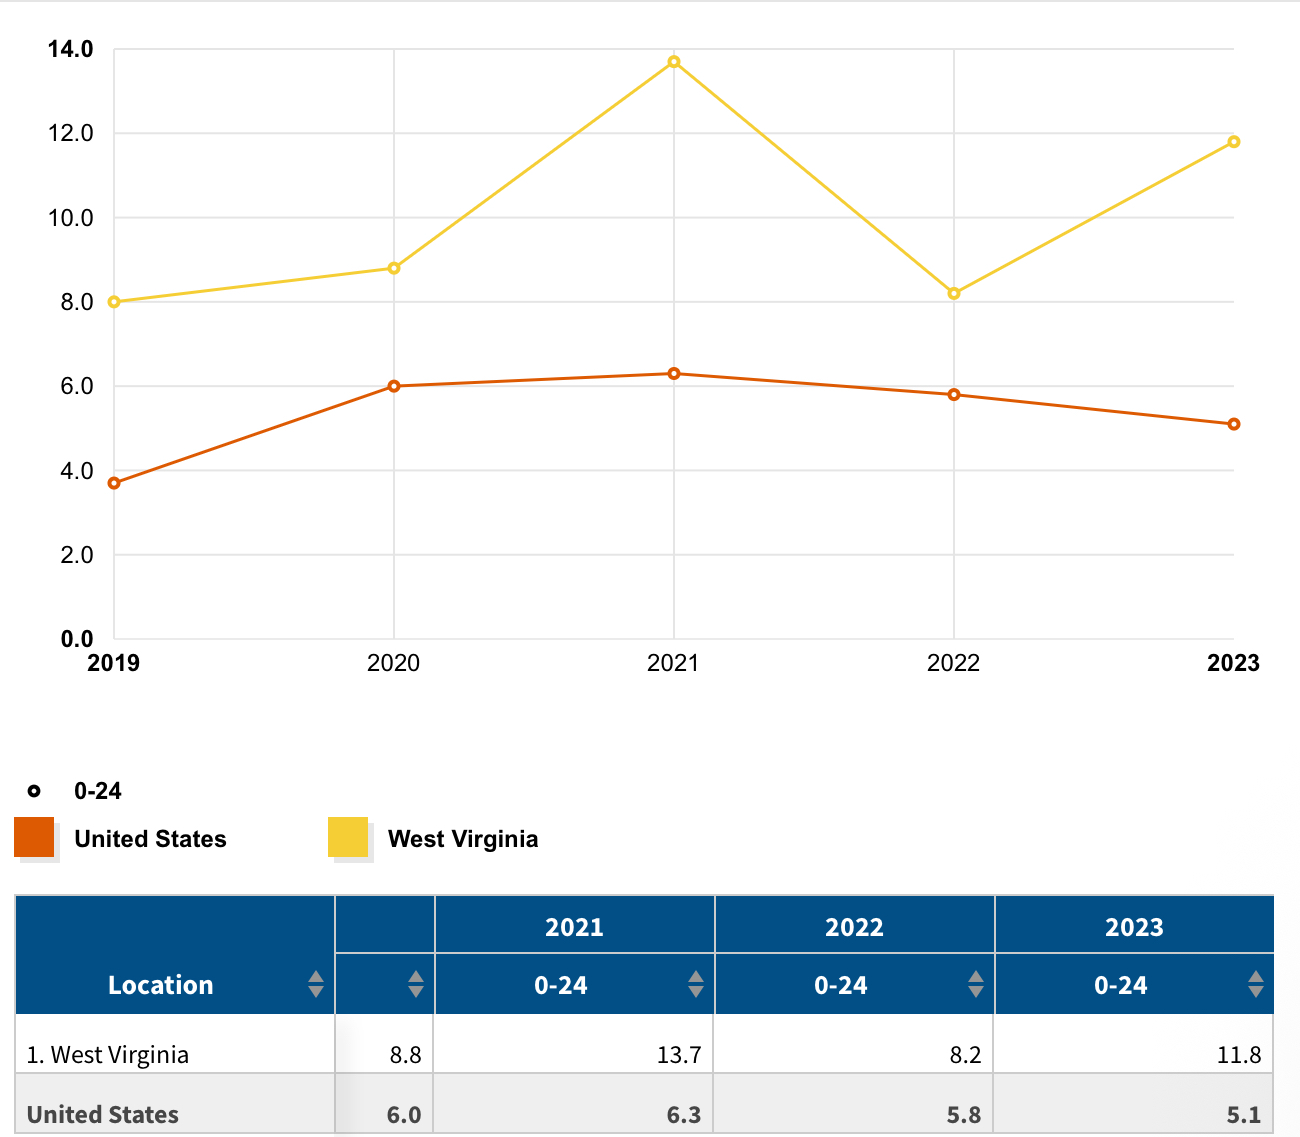 14.0
12.0
10.0
8.0
6.0
4.0
2.0
0.0
2019 2020 2021 2022 2023
0-24
United States West Virginia
2021 2022 2023
Location 0-24 0-24 0-24
1. West Virginia 8.8 13.7 8.2 11.8
United States 6.0 6.3 5.8 5.1